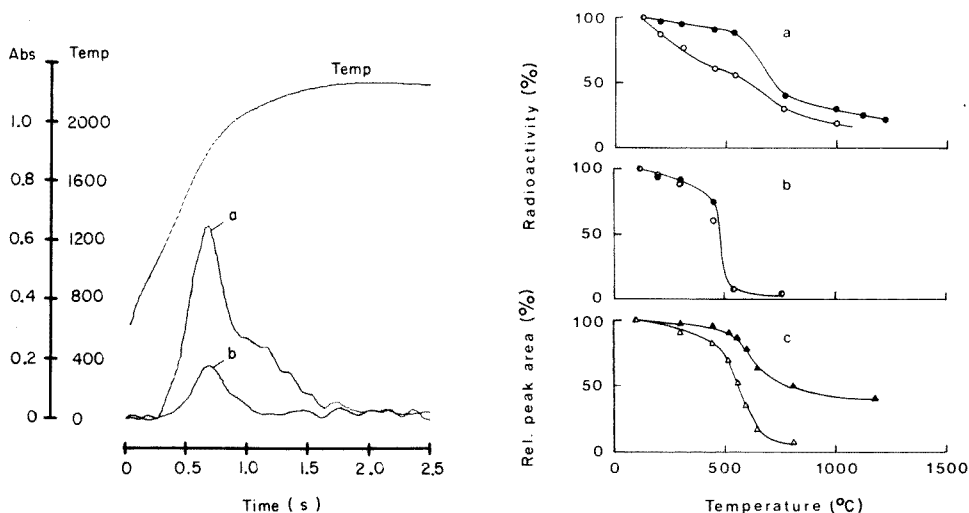 Abs Temp
Temp
1.0 2000
0.8 1600
0.6 1200
0.4 800
0.2 400
0 0
a
b
0 0.5 1.0 1.5 2.0 2.5
Time (s)
Radioactivity (%)
100
50
0
a
100
50
0
b
Rel. peak area (%)
100
50
0
c
0 500 1000 1500
Temperature (°C)